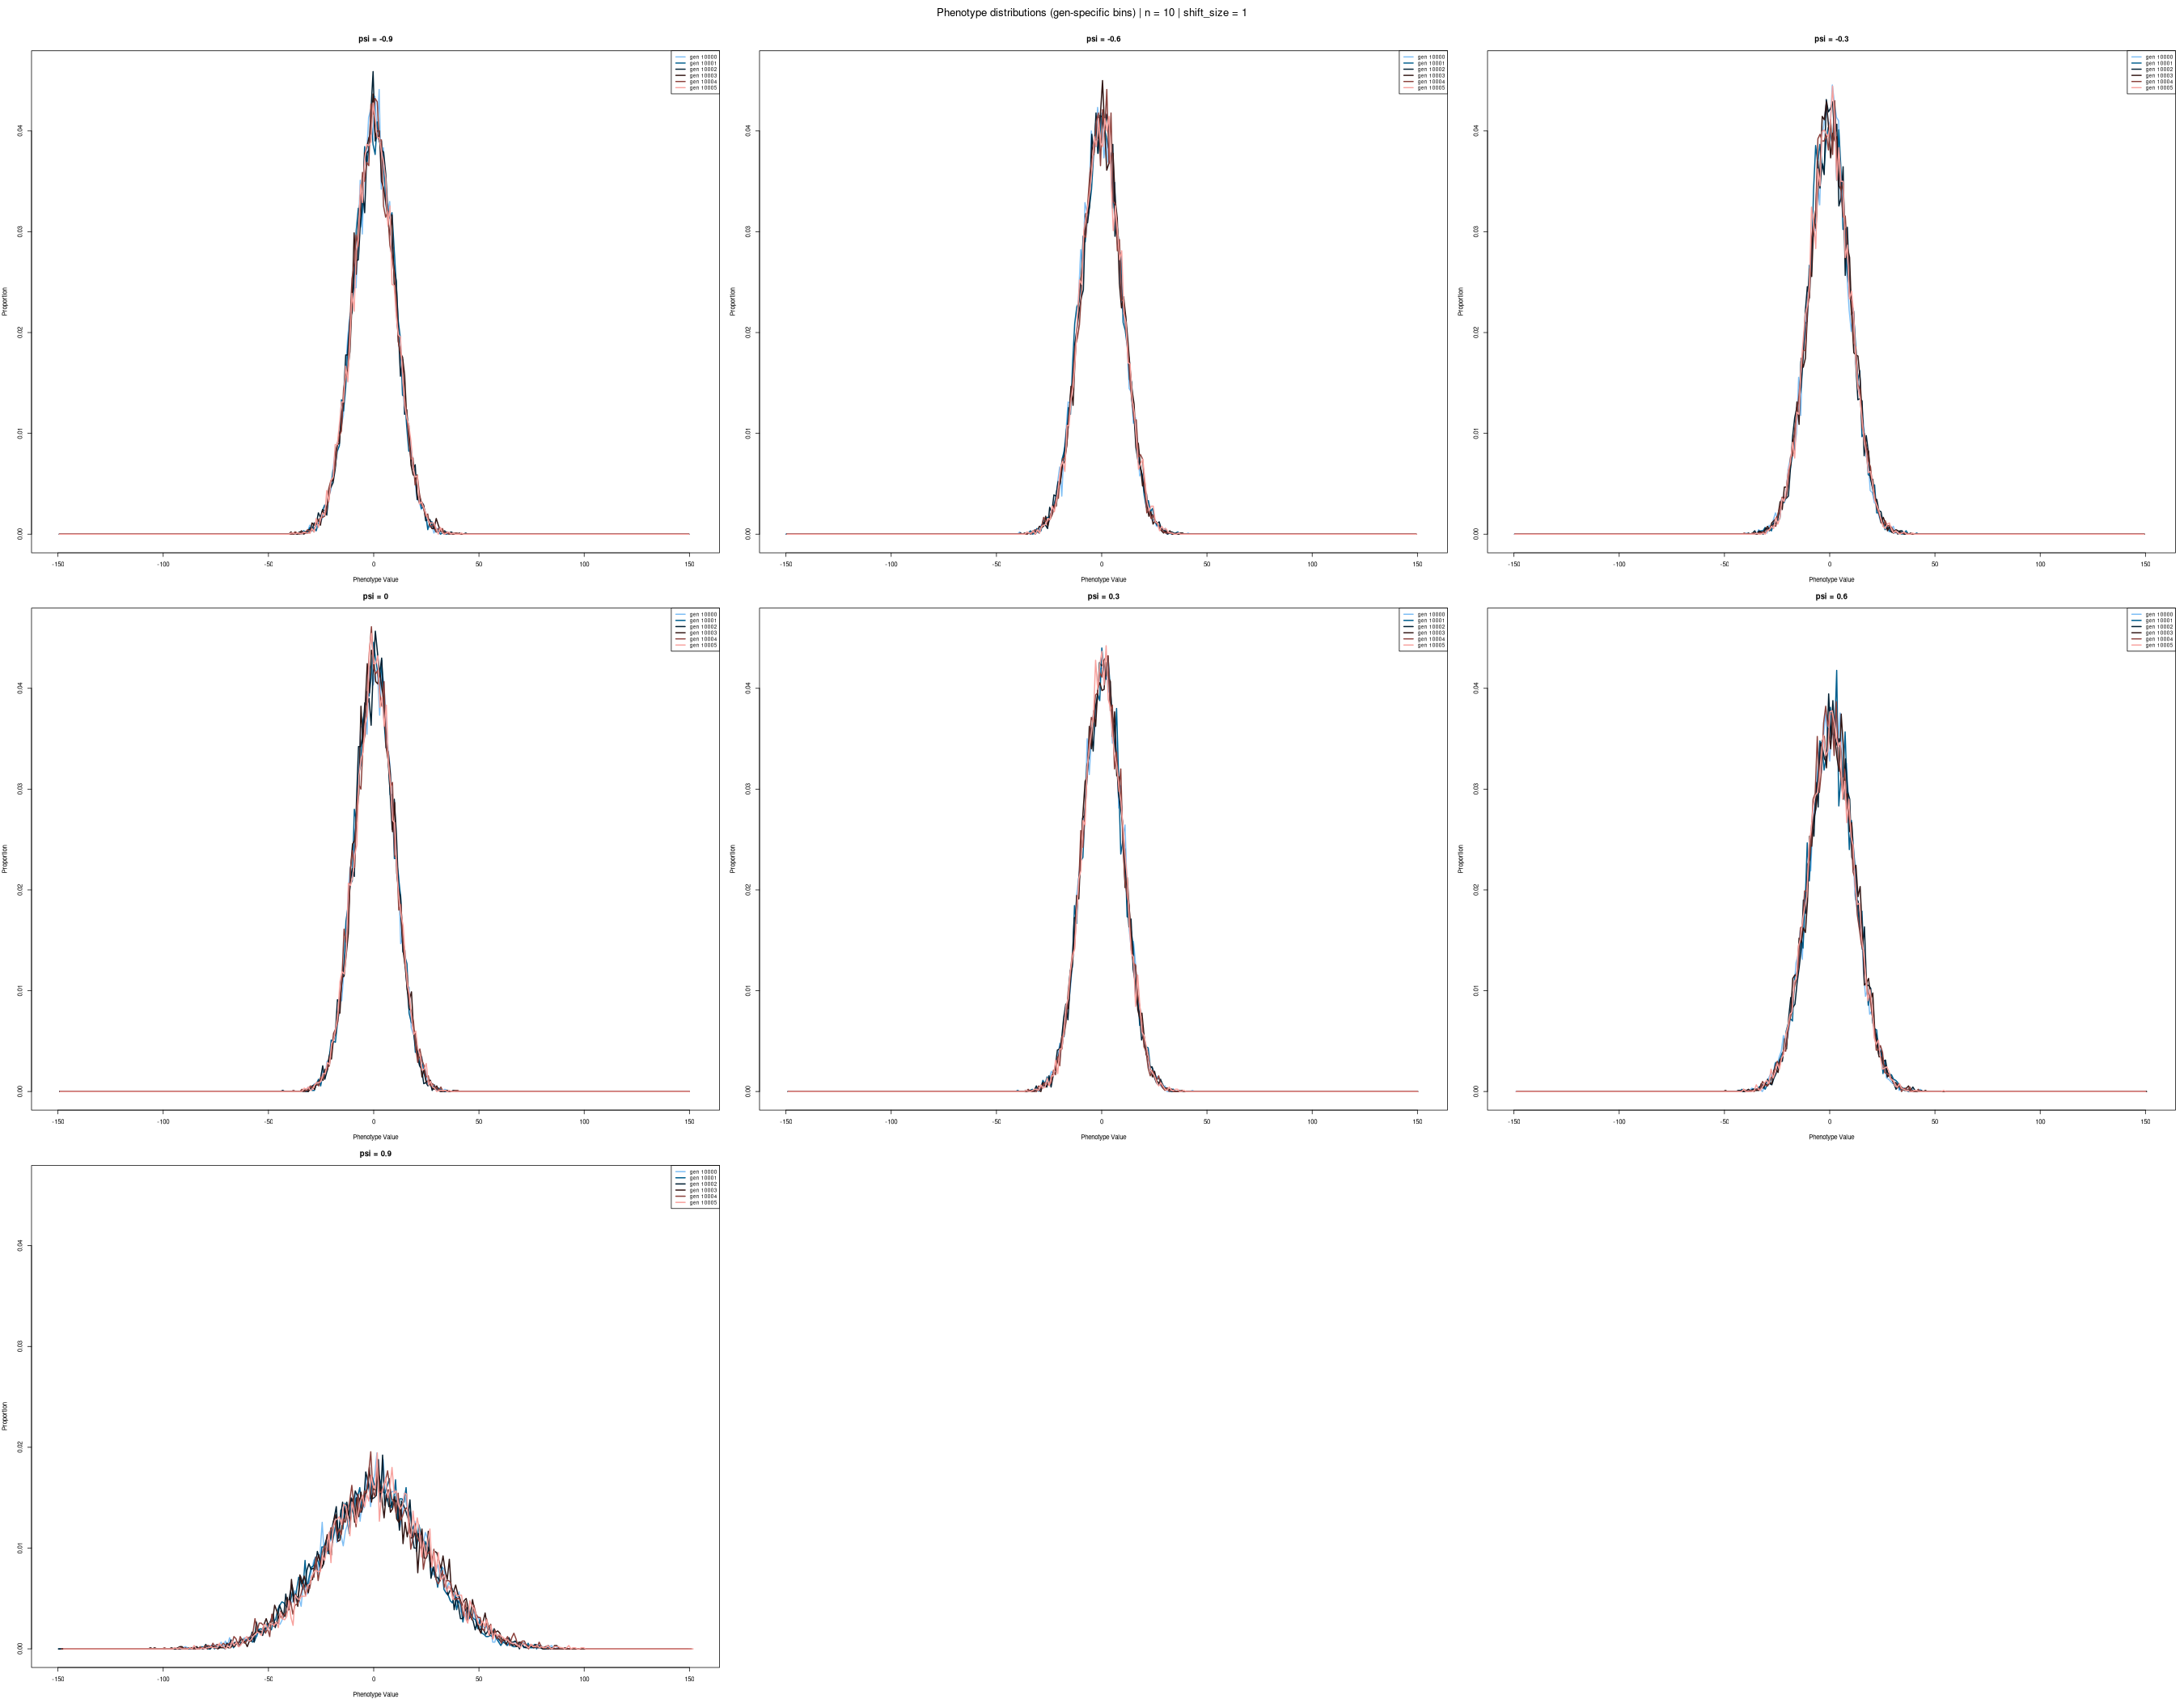 Phenotype distributions (gen-specific bins) | n = 10 | shift_size = 1
psi = -0.9
psi = -0.6
psi = -0.3
gen 10000
gen 10001
gen 10002
gen 10003
gen 10004
gen 10005
gen 10000
gen 10001
gen 10002
gen 10003
gen 10004
gen 10005
gen 10000
gen 10001
gen 10002
gen 10003
gen 10004
gen 10005
Proportion
0.04
0.03
0.02
0.01
0.00
Proportion
0.04
0.03
0.02
0.01
0.00
Proportion
0.04
0.03
0.02
0.01
0.00
-150 -100 -50 0 50 100 150
-150 -100 -50 0 50 100 150
-150 -100 -50 0 50 100 150
Phenotype Value
Phenotype Value
Phenotype Value
psi = 0
psi = 0.3
psi = 0.6
gen 10000
gen 10001
gen 10002
gen 10003
gen 10004
gen 10005
gen 10000
gen 10001
gen 10002
gen 10003
gen 10004
gen 10005
gen 10000
gen 10001
gen 10002
gen 10003
gen 10004
gen 10005
Proportion
0.04
0.03
0.02
0.01
0.00
Proportion
0.04
0.03
0.02
0.01
0.00
Proportion
0.04
0.03
0.02
0.01
0.00
-150 -100 -50 0 50 100 150
-150 -100 -50 0 50 100 150
-150 -100 -50 0 50 100 150
Phenotype Value
Phenotype Value
Phenotype Value
psi = 0.9
gen 10000
gen 10001
gen 10002
gen 10003
gen 10004
gen 10005
Proportion
0.04
0.03
0.02
0.01
0.00
-150 -100 -50 0 50 100 150
Phenotype Value